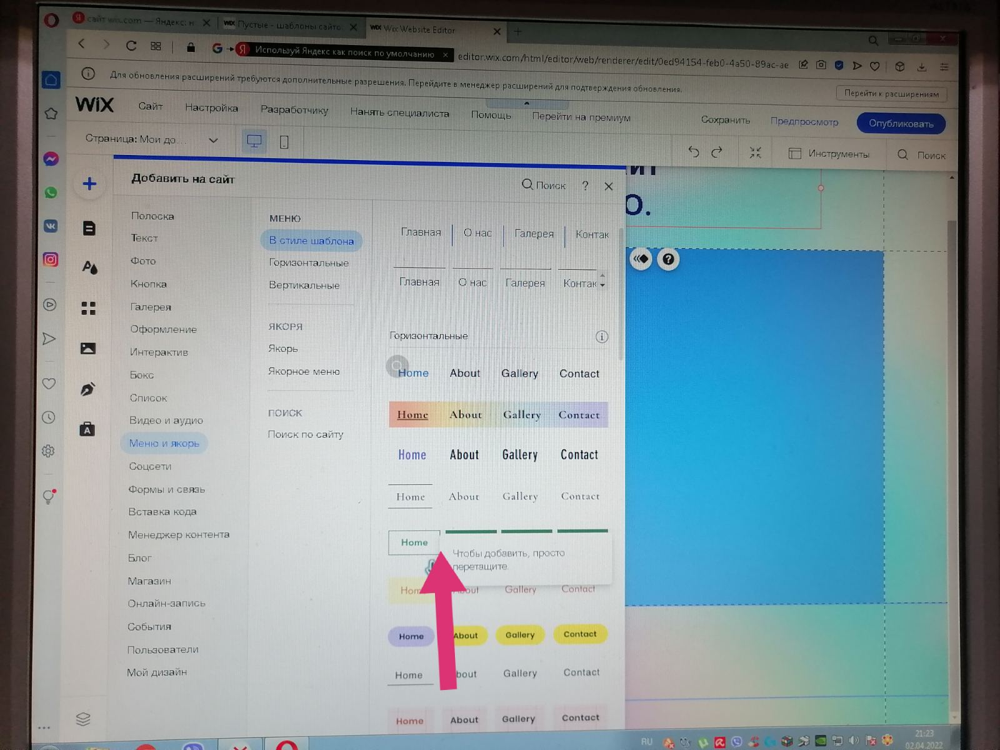 сайт wix.com — Яндекс: н
WIX Пустые - шаблоны сайто
WIX Wix Website Editor
Используй Яндекс как поиск по умолчанию
editor.wix.com/html/editor/web/renderer/edit/0ed94154-feb0-4a50-89ac-ae
Для обновления расширений требуются дополнительные разрешения. Перейдите в менеджер расширений для подтверждения обновления.
Перейти к расширениям
WIX Сайт Настройка Разработчику Нанять специалиста Помощь Перейти на премиум Сохранить Предпросмотр Опубликовать
Страница: Мои до...
Инструменты Поиск
Добавить на сайт
Поиск ?
О.
Полоска
Текст
Фото
Кнопка
Галерея
Оформление
Интерактив
Бокс
Список
Видео и аудио
Меню и якорь
Соцсети
Формы и связь
Вставка кода
Менеджер контента
Блог
Магазин
Онлайн-запись
События
Пользователи
Мой дизайн
МЕНЮ
В стиле шаблона
Горизонтальные
Вертикальные
ЯКОРЯ
Якорь
Якорное меню
ПОИСК
Поиск по сайту
Главная О нас Галерея Контак
Главная О нас Галерея Контак
Горизонтальные
Home About Gallery Contact
Home About Gallery Contact
Home About Gallery Contact
Home About Gallery Contact
Home
Чтобы добавить, просто
перетащите.
Hom bout Gallery Contact
Home About Gallery Contact
Home bout Gallery Contact
Home About Gallery Contact
RU
21:23
02.04.2022